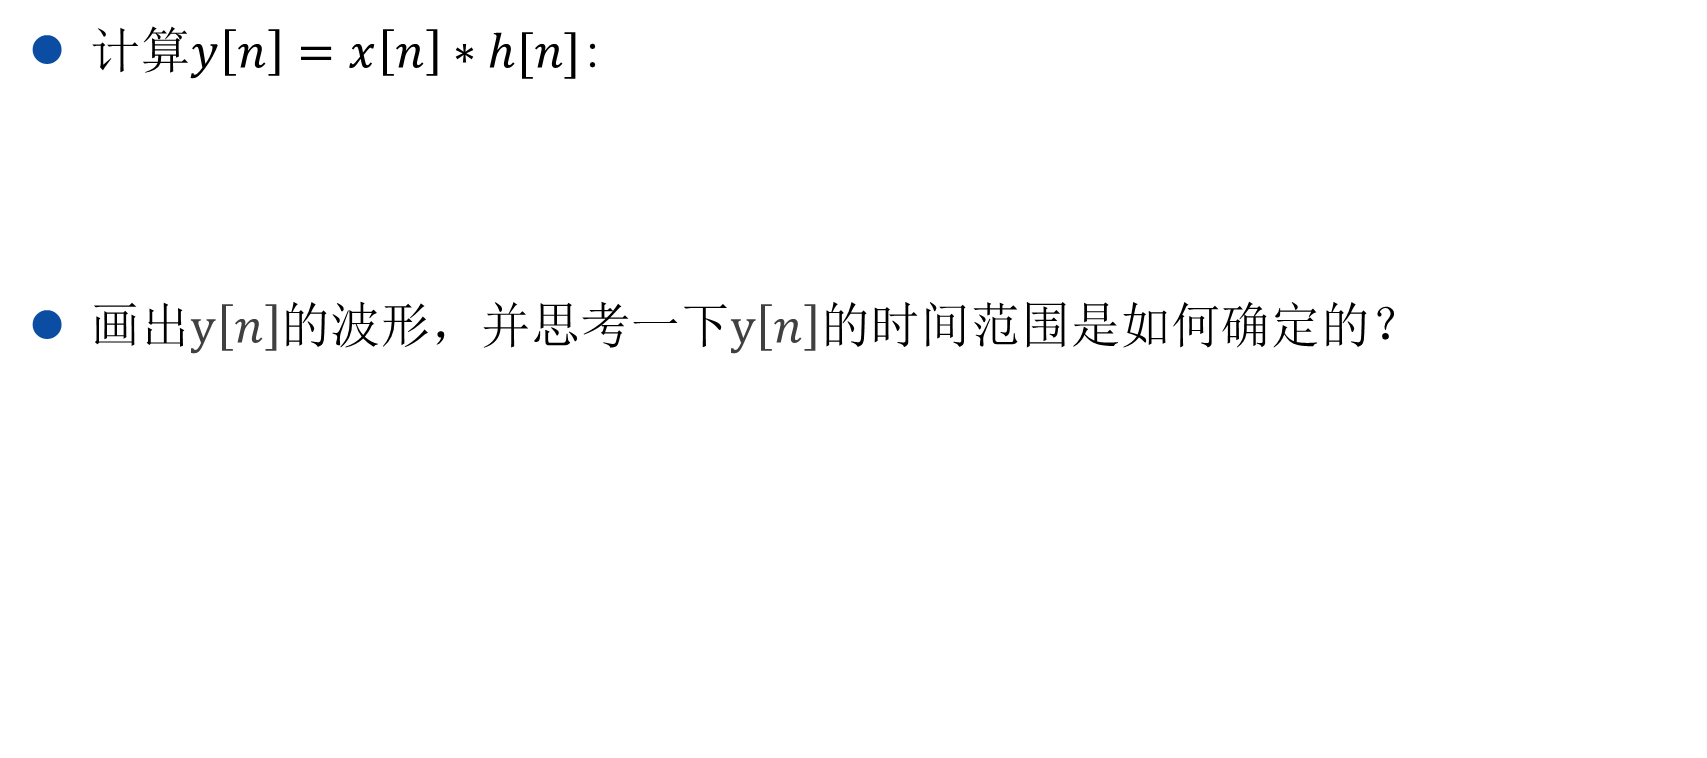 ● 计算y[n] = x[n] ∗ h[n]:
● 画出y[n]的波形，并思考一下y[n]的时间范围是如何确定的？